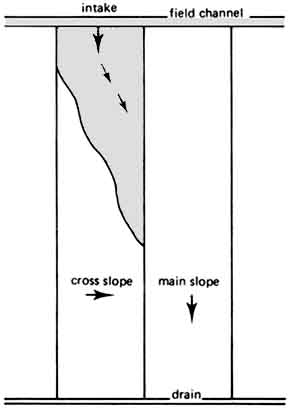 intake
field channel
cross slope
main slope
drain